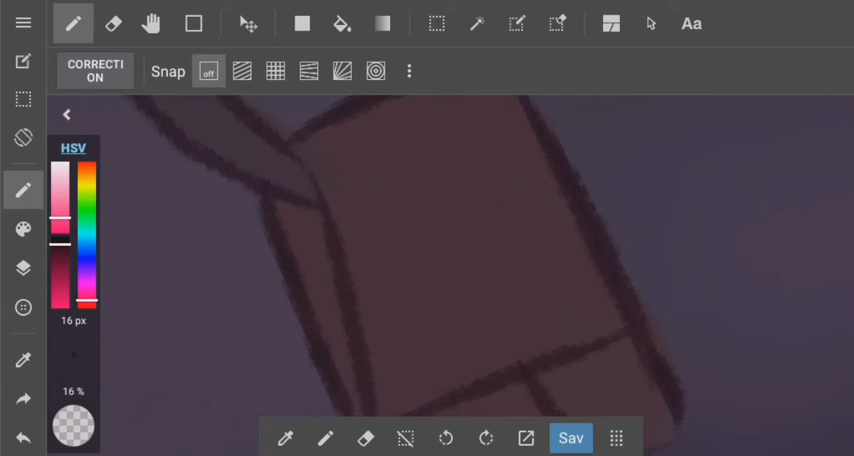 Aa
CORRECTI
ON
Snap
off
HSV
16 px
16 %
Sav